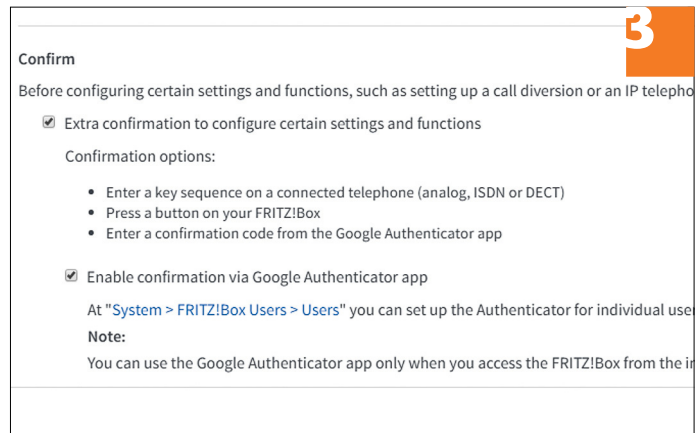 3
Confirm
Before configuring certain settings and functions, such as setting up a call diversion or an IP telepho
Extra confirmation to configure certain settings and functions
Confirmation options:
• Enter a key sequence on a connected telephone (analog, ISDN or DECT)
• Press a button on your FRITZ!Box
• Enter a confirmation code from the Google Authenticator app
Enable confirmation via Google Authenticator app
At "System > FRITZ!Box Users > Users" you can set up the Authenticator for individual use
Note:
You can use the Google Authenticator app only when you access the FRITZ!Box from the